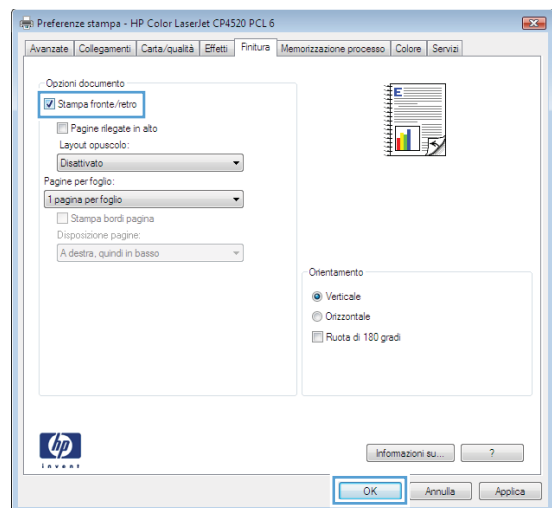 Preferenze stampa - HP Color LaserJet CP4520 PCL 6
Avanzate Collegamenti Carta/qualità Effetti Finitura Memorizzazione processo Colore Servizi
Opzioni documento
Stampa fronte/retro
Pagine rilegate in alto
Layout opuscolo:
Disattivato
Pagine per foglio:
1 pagina per foglio
Stampa bordi pagina
Disposizione pagine:
A destra, quindi in basso
E
Orientamento
Verticale
Orizzontale
Ruota di 180 gradi
hp
invent
Informazioni su... ?
OK Annulla Applica